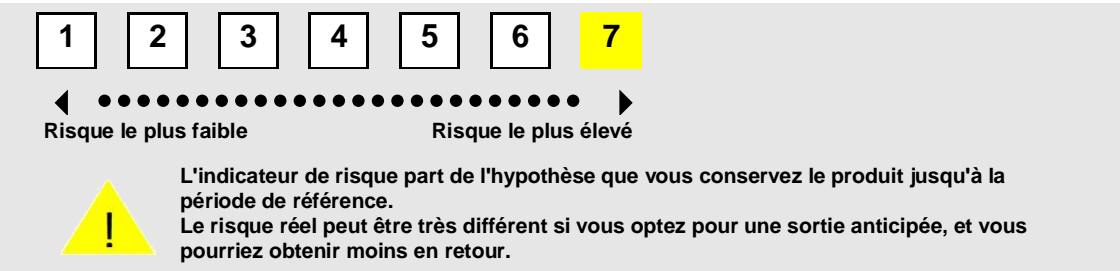 1 2 3 4 5 6 7
Risque le plus faible Risque le plus élevé
L'indicateur de risque part de l'hypothèse que vous conservez le produit jusqu'à la
période de référence.
Le risque réel peut être très différent si vous optez pour une sortie anticipée, et vous
pourriez obtenir moins en retour.
!